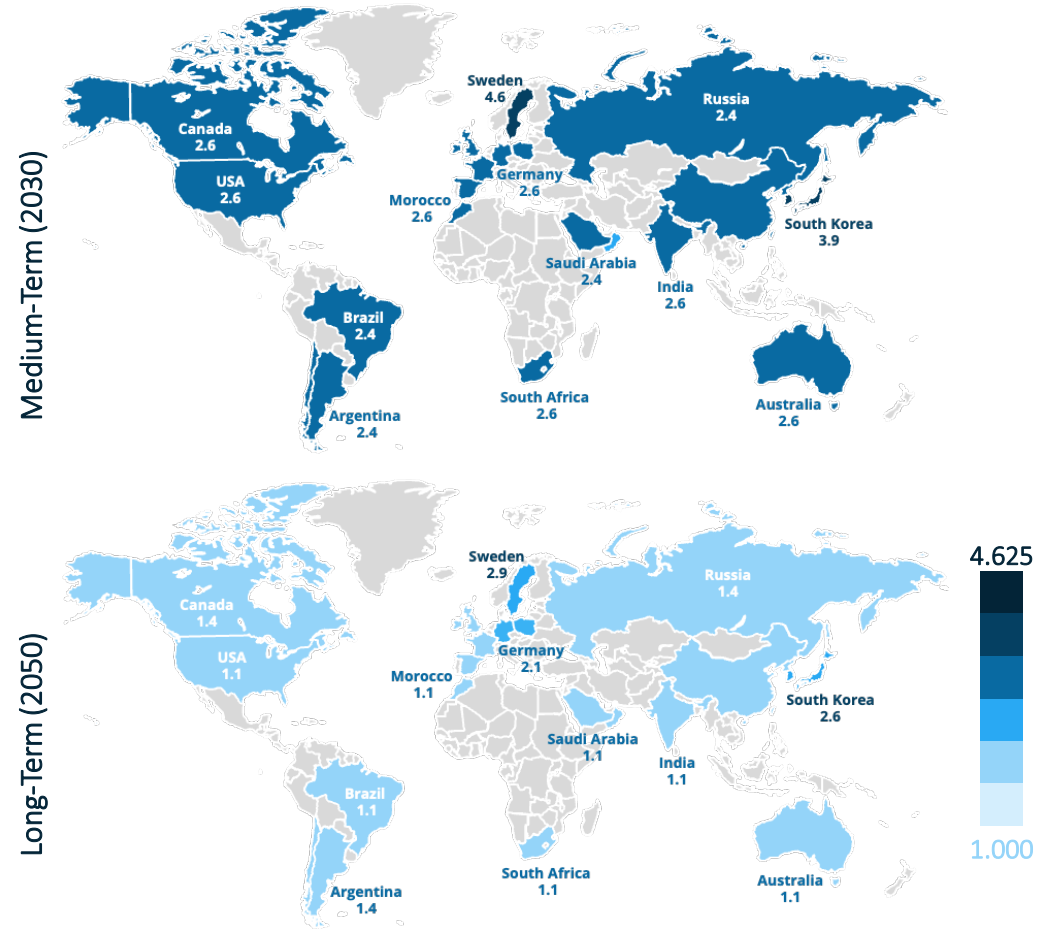 Medium-Term (2030)
Sweden
4.6
Russia
2.4
Canada
2.6
USA
2.6
Germany
2.6
Morocco
2.6
South Korea
3.9
Saudi Arabia
2.4
India
2.6
Brazil
2.4
South Africa
2.6
Australia
2.6
Argentina
2.4
Long-Term (2050)
Sweden
2.9
Russia
1.4
Canada
1.4
USA
1.1
Germany
2.1
Morocco
1.1
South Korea
2.6
Saudi Arabia
1.1
India
1.1
Brazil
1.1
South Africa
1.1
Australia
1.1
Argentina
1.4
4.625
1.000